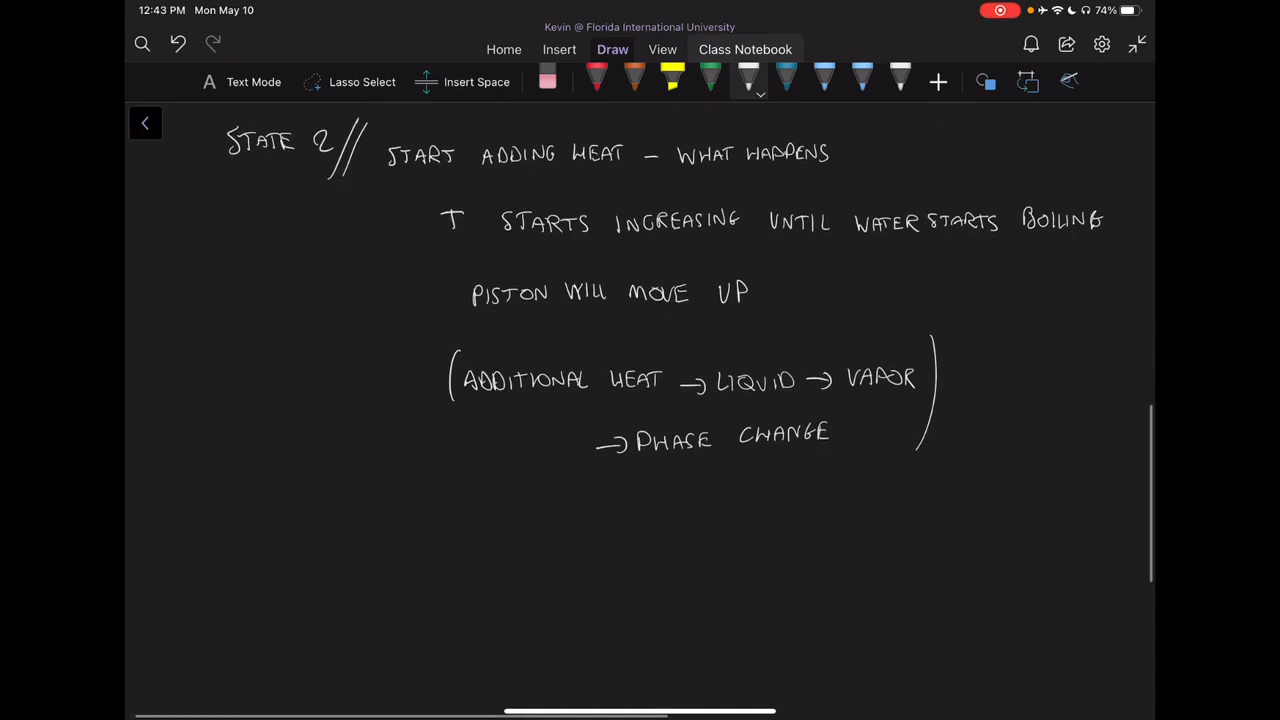 12:43 PM Mon May 10
74%
Kevin @ Florida International University
Home Insert Draw View Class Notebook
A Text Mode Lasso Select Insert Space
STATE 2// START ADDING HEAT - WHAT HAPPENS
T STARTS INCREASING UNTIL WATER STARTS BOILING
PISTON WILL MOVE UP
(ADDITIONAL HEAT → LIQUID → VAPOR
→ PHASE CHANGE)